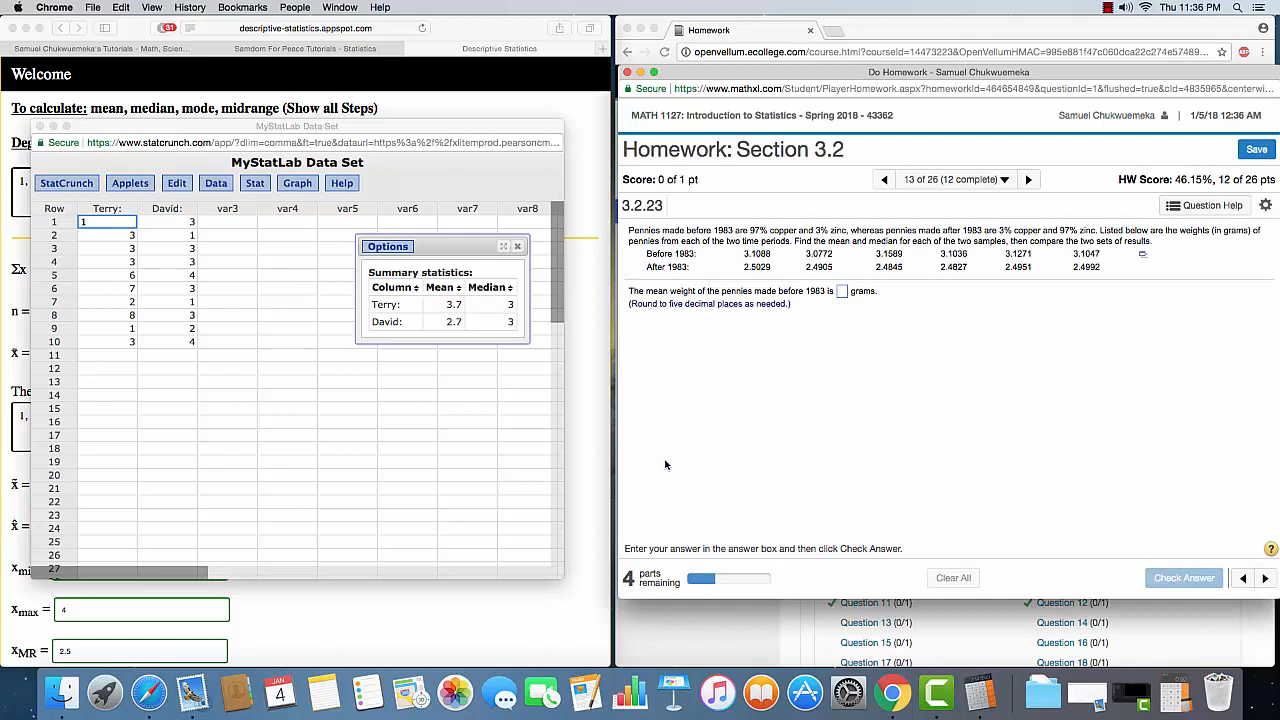 Chrome File Edit View History Bookmarks People Window Help Thu 11:36 PM
31 descriptive-statistics.appspot.com
Samuel Chukwuemeka's Tutorials - Math, Scien... Samdom For Peace Tutorials - Statistics Descriptive Statistics
Welcome
To calculate: mean, median, mode, midrange (Show all Steps)
MyStatLab Data Set
Secure https://www.statcrunch.com/app/?dlim=comma&ft=true&dataurl=https%3a%2f%2fxlitemprod.pearsoncm...
MyStatLab Data Set
StatCrunch Applets Edit Data Stat Graph Help
Row Terry: David: var3 var4 var5 var6 var7 var8
1 1 3
2 3 1
3 3 3
4 3 3
5 6 4
6 7 3
7 2 1
8 8 3
9 1 2
10 3 4
11
12
13
14
15
16
17
18
19
20
21
22
23
24
25
26
27
Options
Summary statistics:
Column Mean Median
Terry: 3.7 3
David: 2.7 3
1,
Σx
n =
x̄ =
The
1,
x̃ =
x̂ =
xmax = 4
xMR = 2.5
Homework
openvellum.ecollege.com/course.html?courseId=14473223&OpenVellumHMAC=995e881f47c060dca22c274e57489...
Do Homework - Samuel Chukwuemeka
Secure https://www.mathxl.com/Student/PlayerHomework.aspx?homeworkId=464654849&questionId=1&flushed=true&cId=4835965&centerwi...
MATH 1127: Introduction to Statistics - Spring 2018 - 43362 Samuel Chukwuemeka 1/5/18 12:36 AM
Homework: Section 3.2 Save
Score: 0 of 1 pt 13 of 26 (12 complete) HW Score: 46.15%, 12 of 26 pts
3.2.23 Question Help
Pennies made before 1983 are 97% copper and 3% zinc, whereas pennies made after 1983 are 3% copper and 97% zinc. Listed below are the weights (in grams) of
pennies from each of the two time periods. Find the mean and median for each of the two samples, then compare the two sets of results.
Before 1983: 3.1088 3.0772 3.1589 3.1036 3.1271 3.1047
After 1983: 2.5029 2.4905 2.4845 2.4827 2.4951 2.4992
The mean weight of the pennies made before 1983 is grams.
(Round to five decimal places as needed.)
Enter your answer in the answer box and then click Check Answer.
?
4 parts remaining Clear All Check Answer
Question 11 (0/1) Question 12 (0/1)
Question 13 (0/1) Question 14 (0/1)
Question 15 (0/1) Question 16 (0/1)
Question 17 (0/1) Question 18 (0/1)
JAN
4